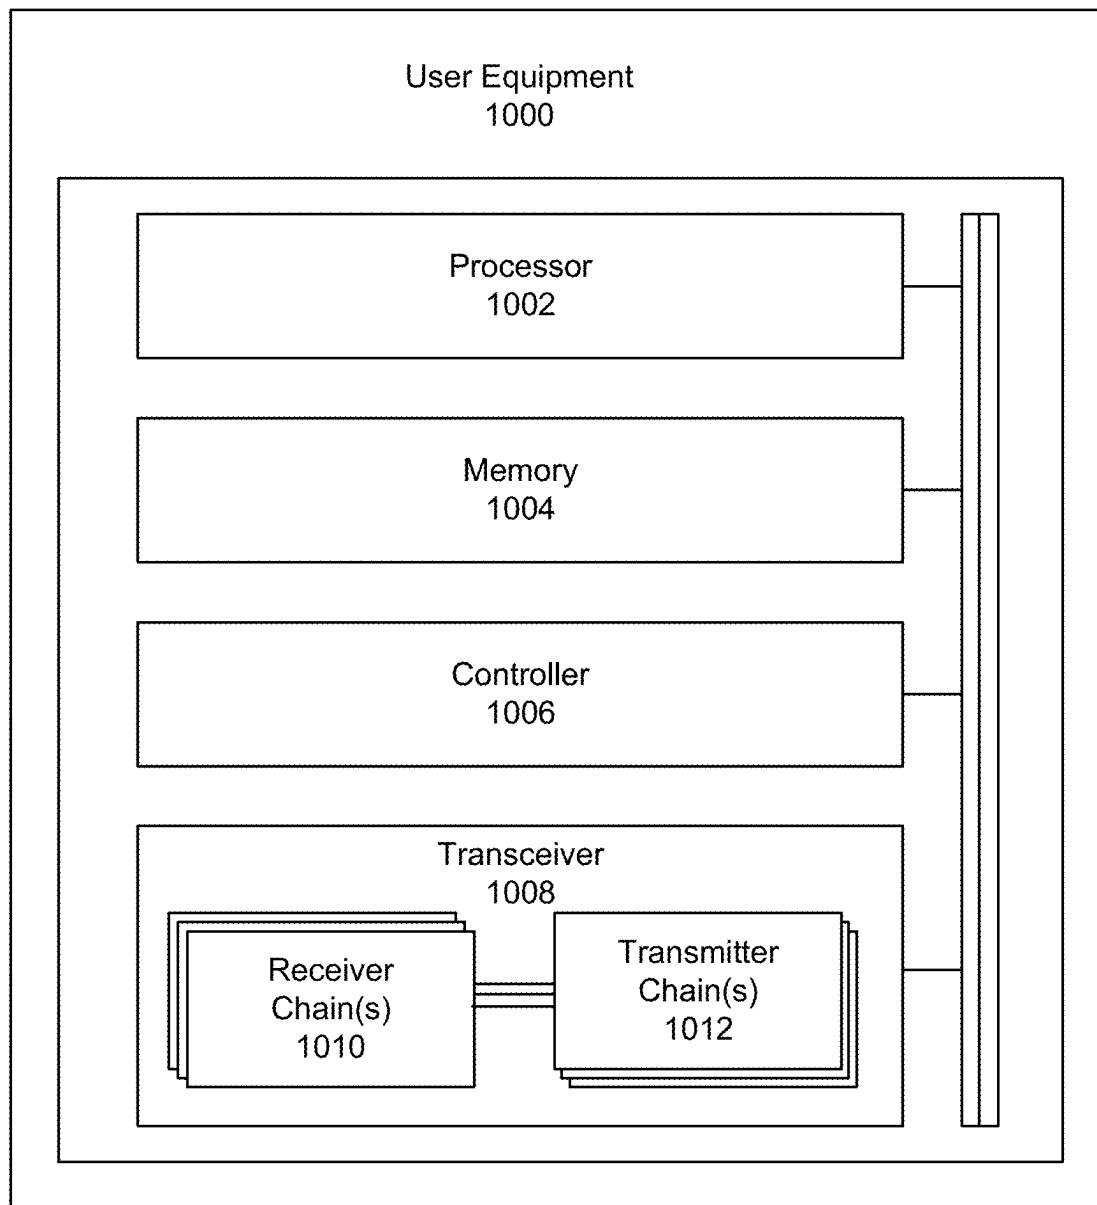 User Equipment
1000
Processor
1002
Memory
1004
Controller
1006
Transceiver
1008
Receiver
Chain(s)
1010
Transmitter
Chain(s)
1012